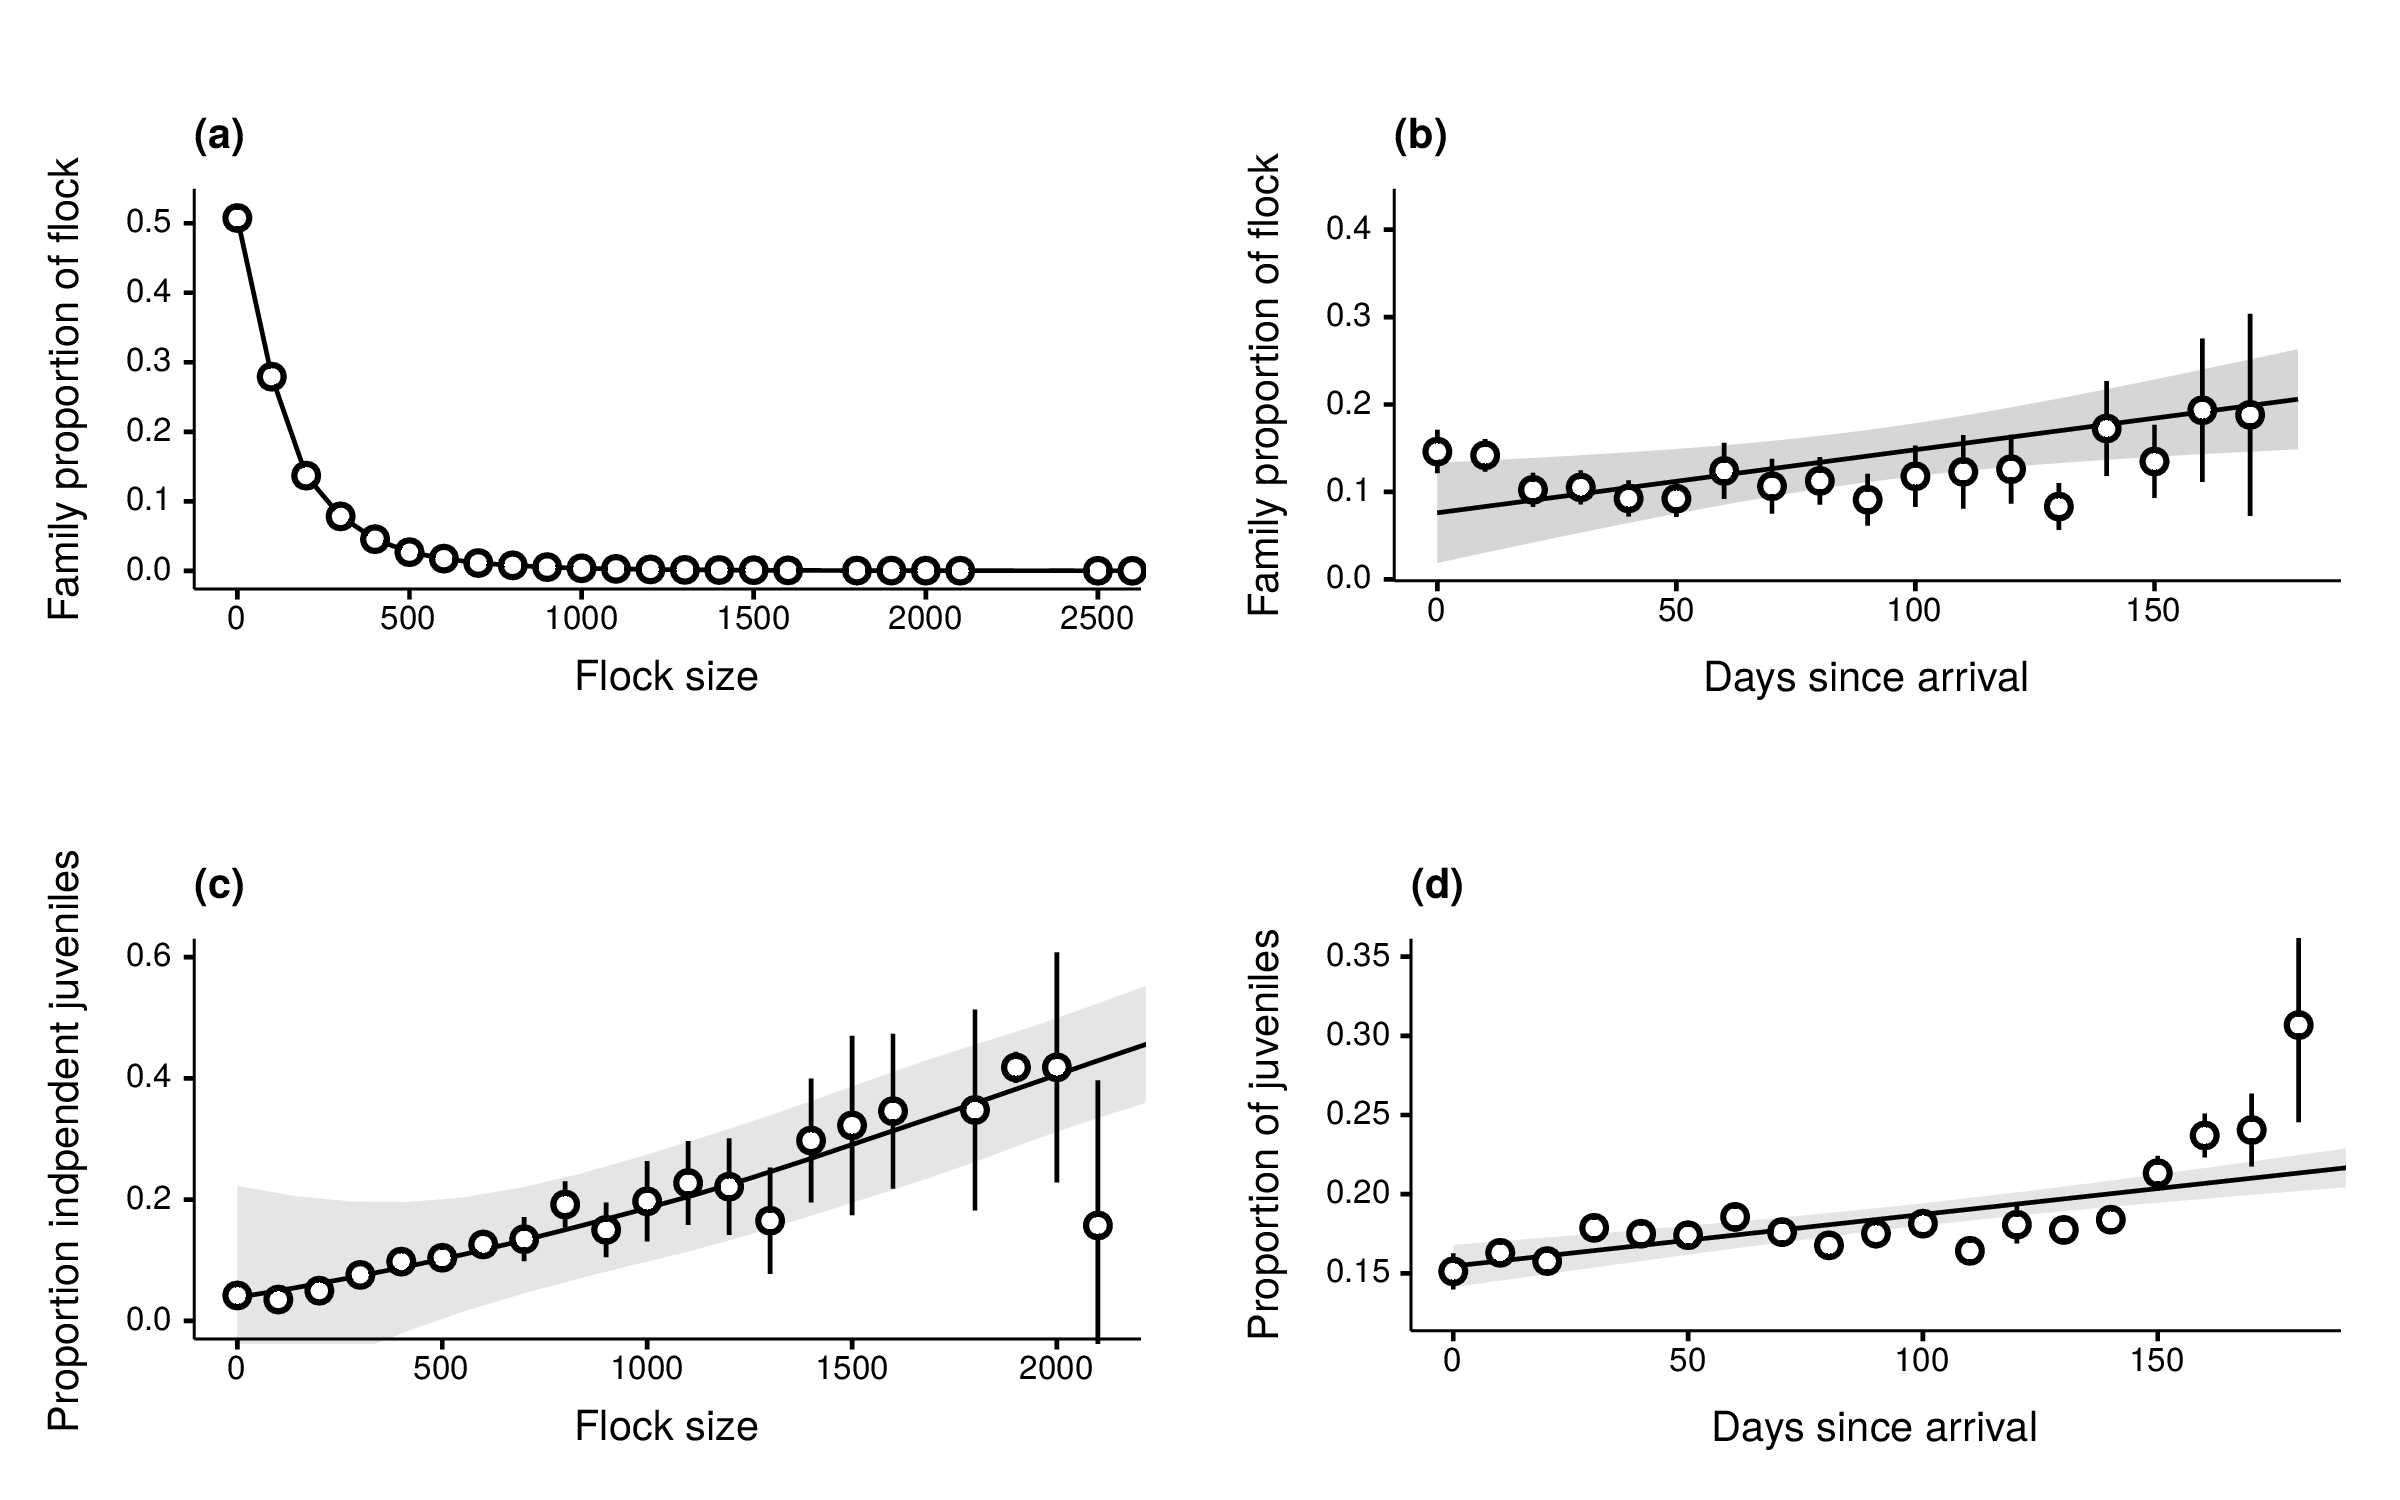 (a)
Family proportion of flock
0.5
0.4
0.3
0.2
0.1
0.0
0 500 1000 1500 2000 2500
Flock size
(b)
Family proportion of flock
0.4
0.3
0.2
0.1
0.0
0 50 100 150
Days since arrival
(c)
Proportion indpendent juveniles
0.6
0.4
0.2
0.0
0 500 1000 1500 2000
Flock size
(d)
Proportion of juveniles
0.35
0.30
0.25
0.20
0.15
0 50 100 150
Days since arrival